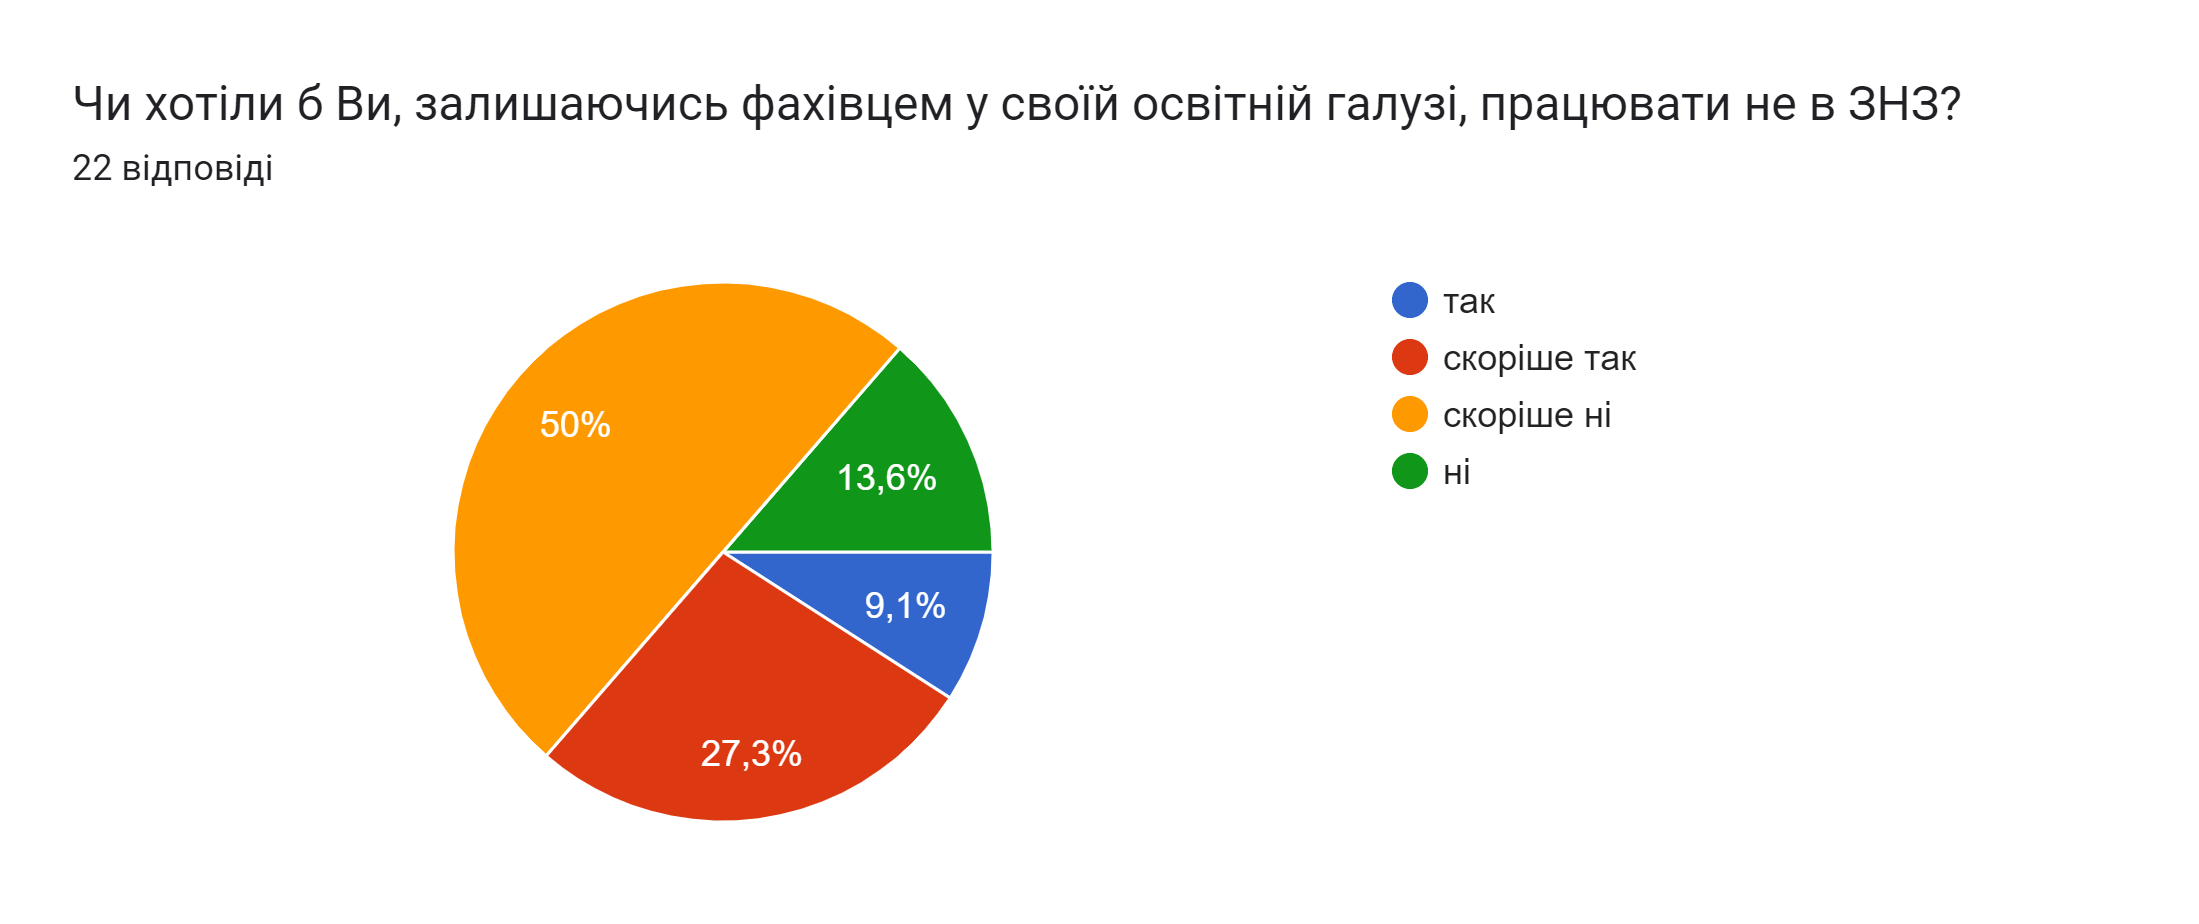 Чи хотіли б Ви, залишаючись фахівцем у своїй освітній галузі, працювати не в ЗНЗ?
22 відповіді
так
скоріше так
скоріше ні
ні
50%
13,6%
9,1%
27,3%